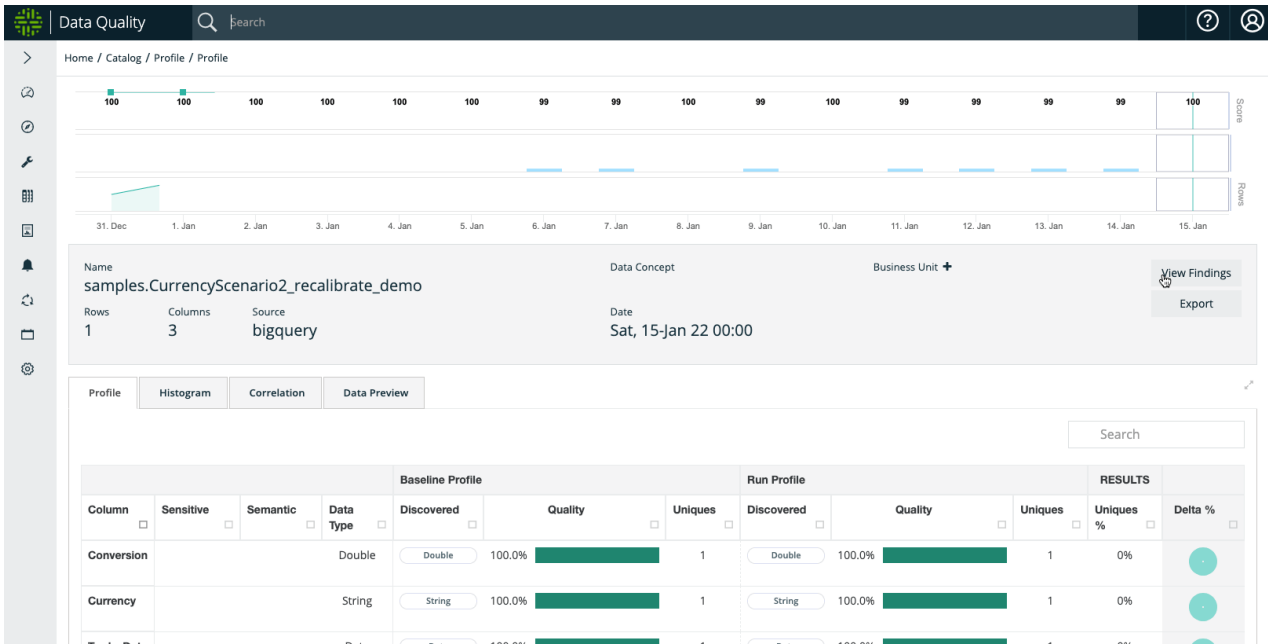 Data Quality
Search
Home / Catalog / Profile / Profile
100 100 100 100 100 100 99 99 100 99 100 99 99 99 99 100
Score
Rows
31. Dec 1. Jan 2. Jan 3. Jan 4. Jan 5. Jan 6. Jan 7. Jan 8. Jan 9. Jan 10. Jan 11. Jan 12. Jan 13. Jan 14. Jan 15. Jan
Name Data Concept Business Unit + View Findings
samples.CurrencyScenario2_recalibrate_demo
Rows Columns Source Date Export
1 3 bigquery Sat, 15-Jan 22 00:00
Profile Histogram Correlation Data Preview
Search
Baseline Profile Run Profile RESULTS
Column Sensitive Semantic Data Type Discovered Quality Uniques Discovered Quality Uniques Uniques % Delta %
Conversion Double Double 100.0% 1 Double 100.0% 1 0%
Currency String String 100.0% 1 String 100.0% 1 0%